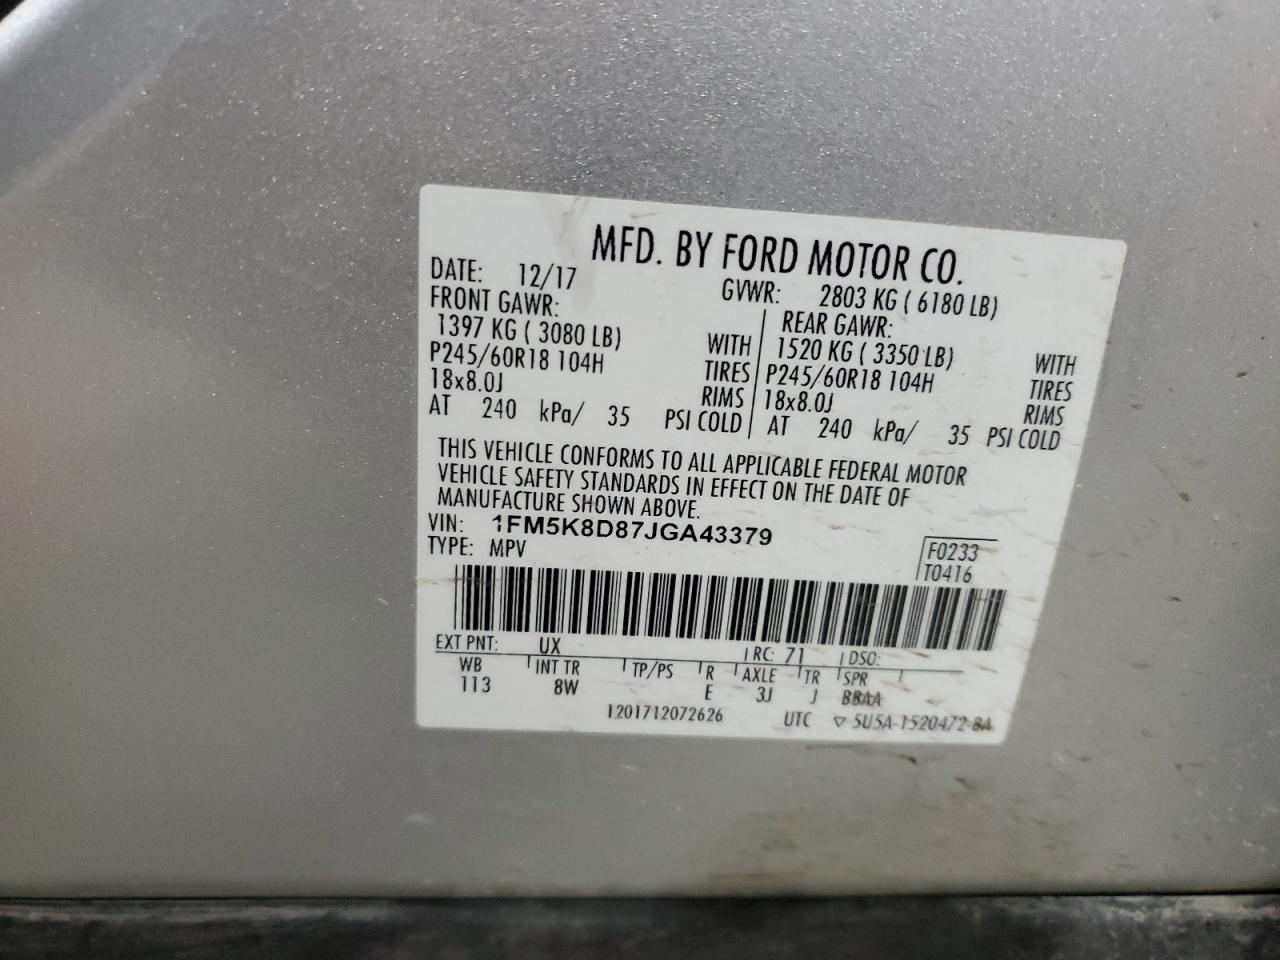 MFD. BY FORD MOTOR CO.
DATE: 12/17 GVWR: 2803 KG ( 6180 LB)
FRONT GAWR: REAR GAWR:
1397 KG ( 3080 LB) WITH 1520 KG ( 3350 LB) WITH
P245/60R18 104H TIRES P245/60R18 104H TIRES
18x8.0J RIMS 18x8.0J RIMS
AT 240 kPa/ 35 PSI COLD AT 240 kPa/ 35 PSI COLD
THIS VEHICLE CONFORMS TO ALL APPLICABLE FEDERAL MOTOR
VEHICLE SAFETY STANDARDS IN EFFECT ON THE DATE OF
MANUFACTURE SHOWN ABOVE.
VIN: 1FM5K8D87JGA43379
TYPE: MPV F0233
T0416
EXT PNT: UX RC: 71 DSO:
WB INT TR TP/PS R AXLE TR SPR
113 8W E 3J J BBAA
1201712072626 UTC ▽ 5U5A-1520472-BA